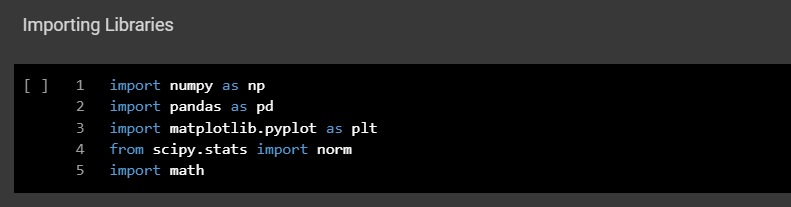 Importing Libraries
[ ] 1 import numpy as np
2 import pandas as pd
3 import matplotlib.pyplot as plt
4 from scipy.stats import norm
5 import math